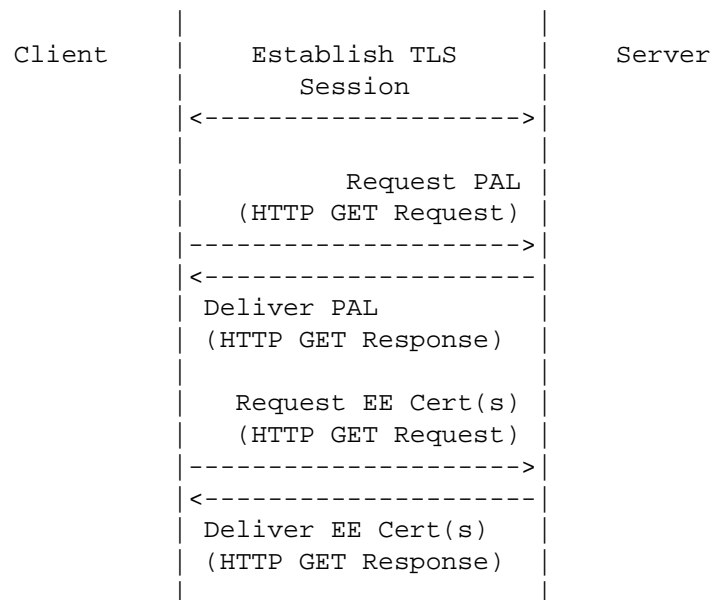 Client Establish TLS Server
Session
Request PAL
(HTTP GET Request)
Deliver PAL
(HTTP GET Response)
Request EE Cert(s)
(HTTP GET Request)
Deliver EE Cert(s)
(HTTP GET Response)